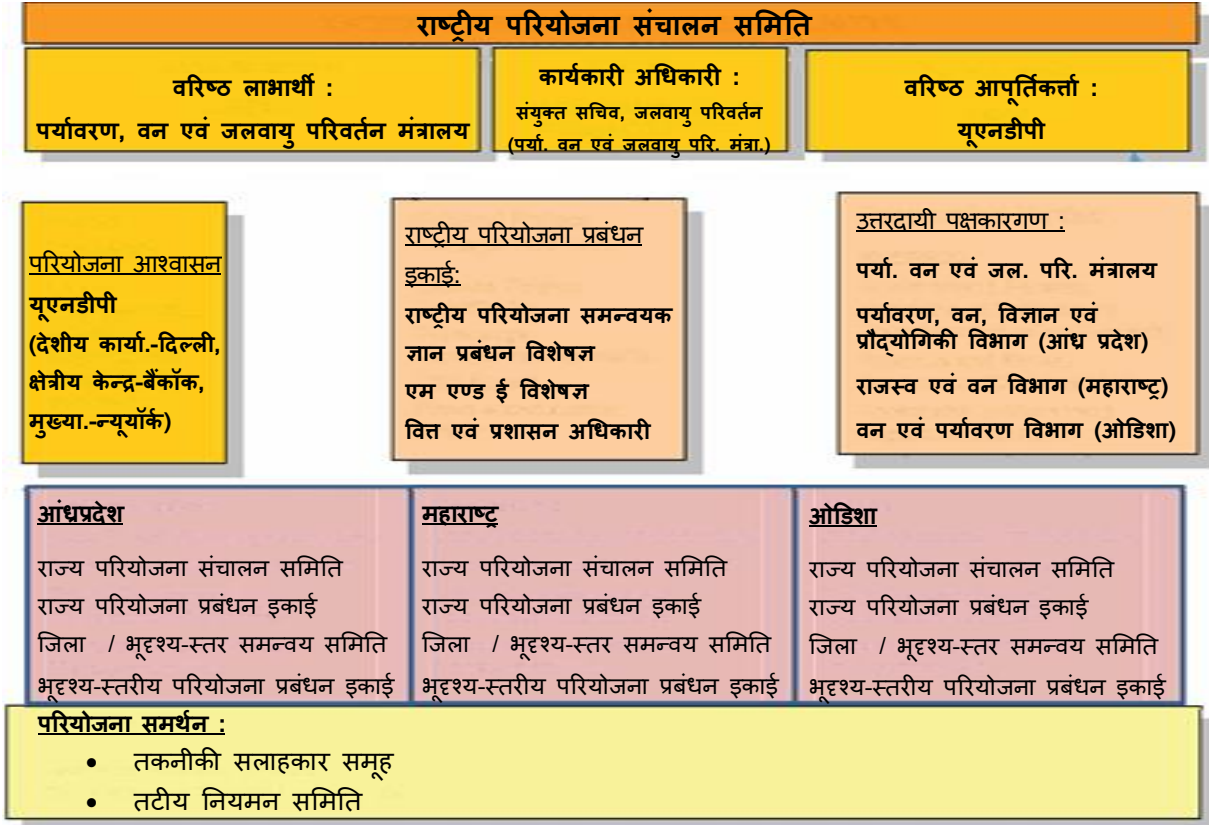 राष्ट्रीय परियोजना संचालन समिति
वरिष्ठ लाभार्थी :
पर्यावरण, वन एवं जलवायु परिवर्तन मंत्रालय
कार्यकारी अधिकारी :
संयुक्त सचिव, जलवायु परिवर्तन
(पर्या. वन एवं जलवायु परि. मंत्रा.)
वरिष्ठ आपूर्तिकर्त्ता :
यूएनडीपी
परियोजना आश्वासन
यूएनडीपी
(देशीय कार्या.-दिल्ली,
क्षेत्रीय केन्द्र-बैंकॉक,
मुख्या.-न्यूयॉर्क)
राष्ट्रीय परियोजना प्रबंधन
इकाई:
राष्ट्रीय परियोजना समन्वयक
ज्ञान प्रबंधन विशेषज्ञ
एम एण्ड ई विशेषज्ञ
वित्त एवं प्रशासन अधिकारी
उत्तरदायी पक्षकारगण :
पर्या. वन एवं जल. परि. मंत्रालय
पर्यावरण, वन, विज्ञान एवं
प्रौद्योगिकी विभाग (आंध्र प्रदेश)
राजस्व एवं वन विभाग (महाराष्ट्र)
वन एवं पर्यावरण विभाग (ओडिशा)
आंध्रप्रदेश
राज्य परियोजना संचालन समिति
राज्य परियोजना प्रबंधन इकाई
जिला / भूदृश्य-स्तर समन्वय समिति
भूदृश्य-स्तरीय परियोजना प्रबंधन इकाई
महाराष्ट्र
राज्य परियोजना संचालन समिति
राज्य परियोजना प्रबंधन इकाई
जिला / भूदृश्य-स्तर समन्वय समिति
भूदृश्य-स्तरीय परियोजना प्रबंधन इकाई
ओडिशा
राज्य परियोजना संचालन समिति
राज्य परियोजना प्रबंधन इकाई
जिला / भूदृश्य-स्तर समन्वय समिति
भूदृश्य-स्तरीय परियोजना प्रबंधन इकाई
परियोजना समर्थन :
• तकनीकी सलाहकार समूह
• तटीय नियमन समिति